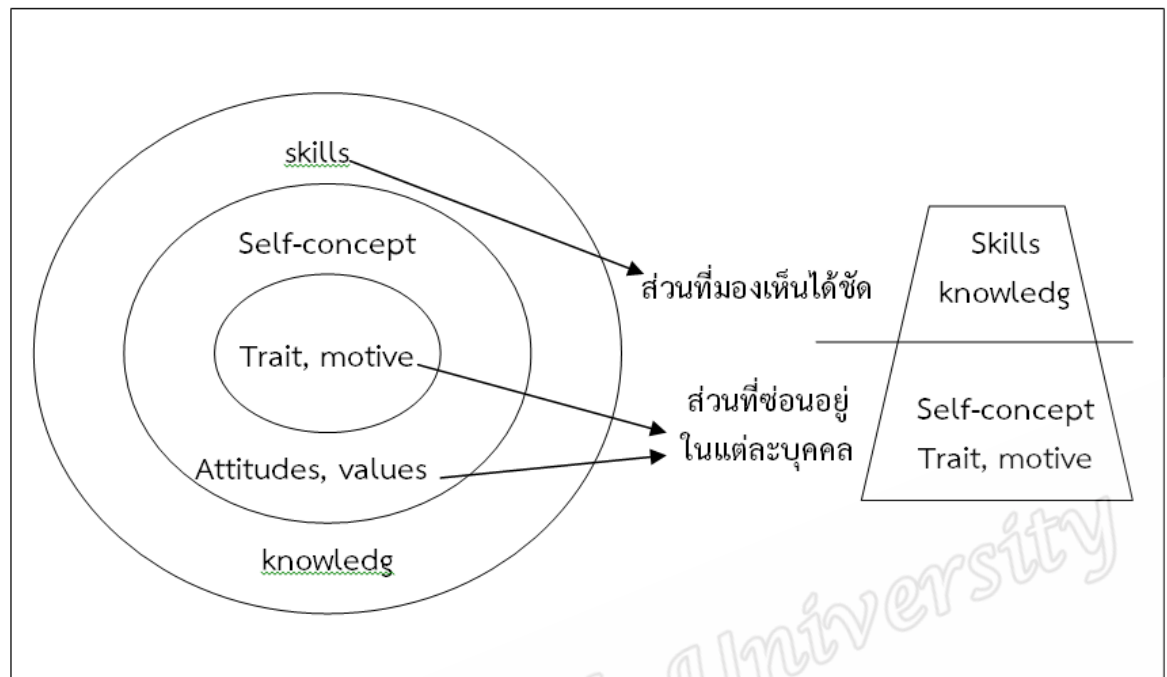 skills
Self-concept
Trait, motive
Attitudes, values
knowledg
ส่วนที่มองเห็นได้ชัด
ส่วนที่ซ่อนอยู่
ในแต่ละบุคคล
Skills
knowledg
Self-concept
Trait, motive
University